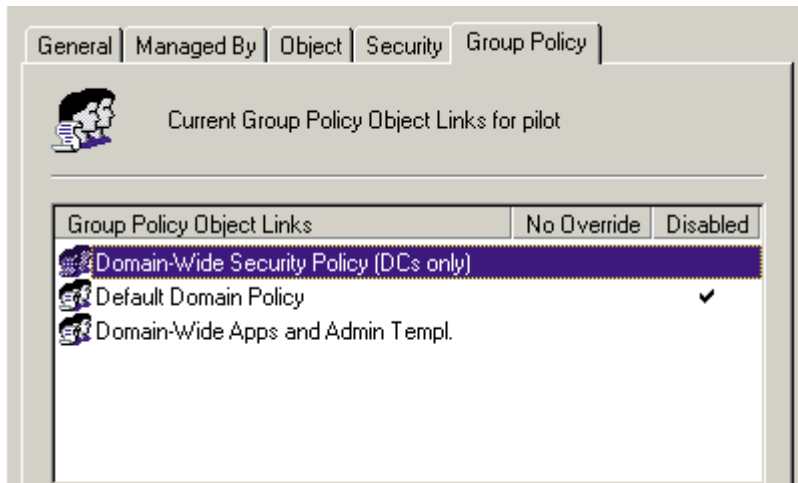 General Managed By Object Security Group Policy
Current Group Policy Object Links for pilot
Group Policy Object Links No Override Disabled
Domain-Wide Security Policy (DCs only)
Default Domain Policy
Domain-Wide Apps and Admin Templ.